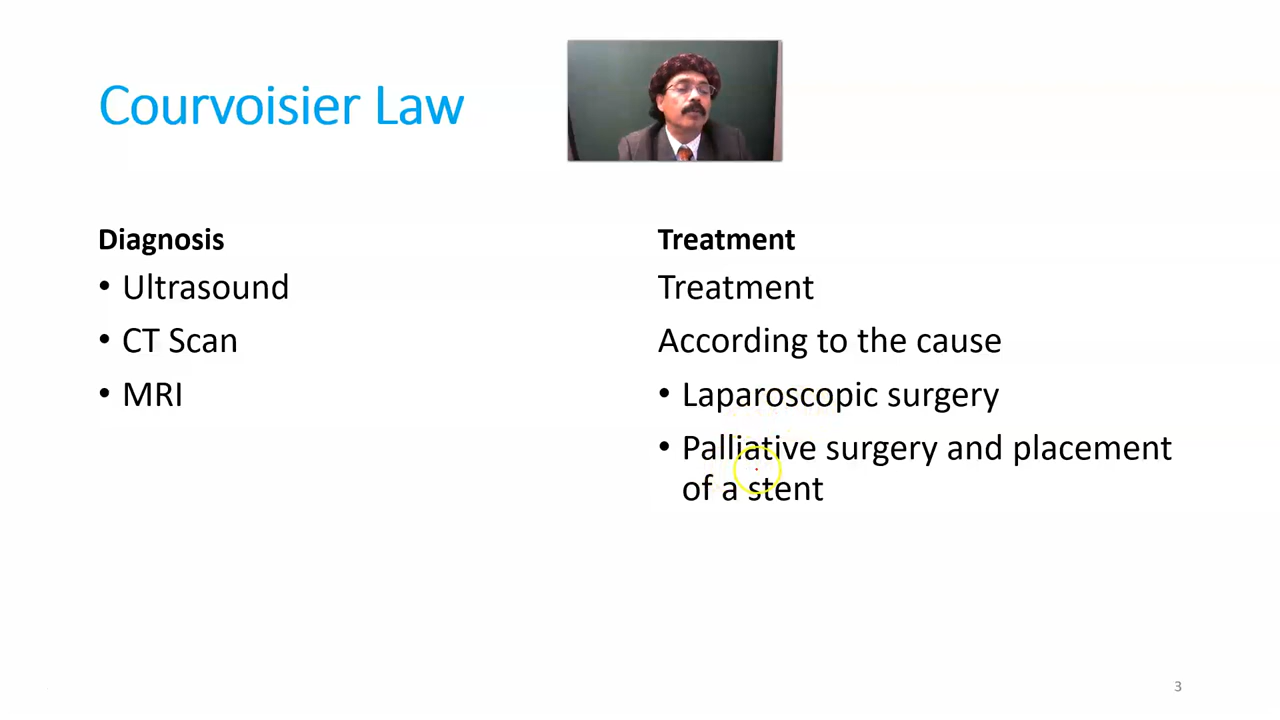 Courvoisier Law
Diagnosis
• Ultrasound
• CT Scan
• MRI
Treatment
Treatment
According to the cause
• Laparoscopic surgery
• Palliative surgery and placement
of a stent
3